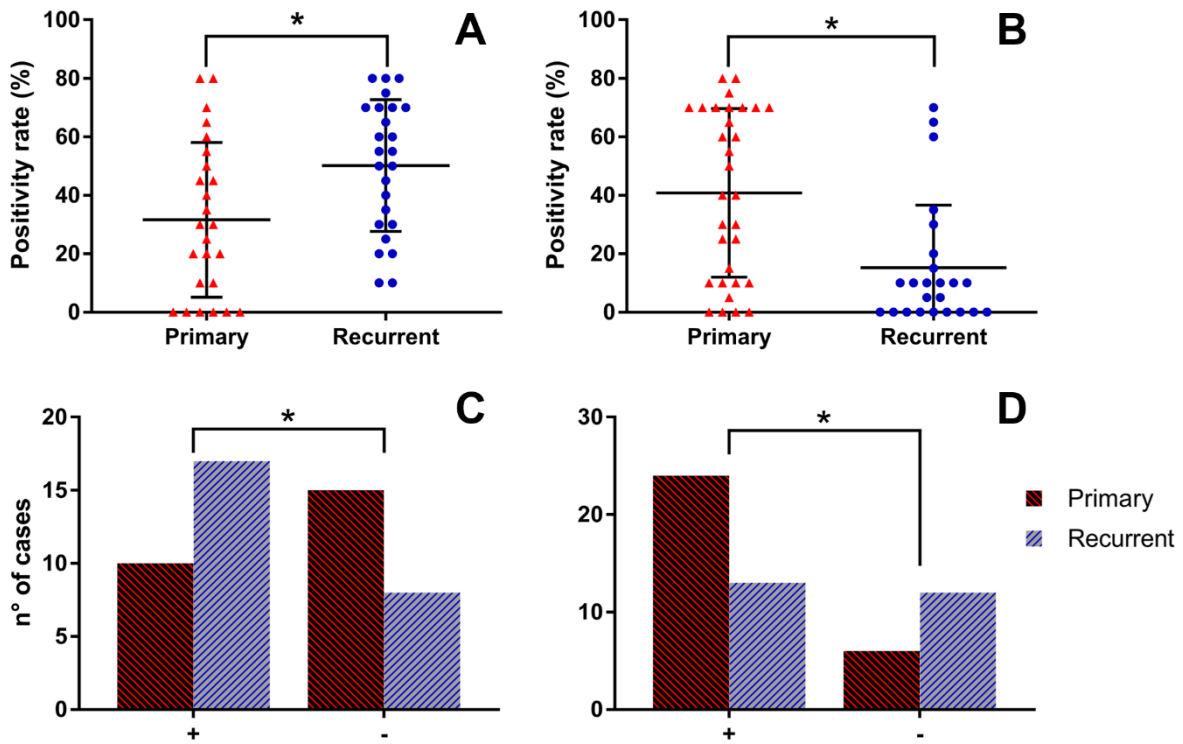 A
*
Positivity rate (%)
100
80
60
40
20
0
Primary
Recurrent
B
*
Positivity rate (%)
100
80
60
40
20
0
Primary
Recurrent
C
*
n° of cases
20
15
10
5
0
+
-
D
*
30
20
10
0
+
-
Primary
Recurrent